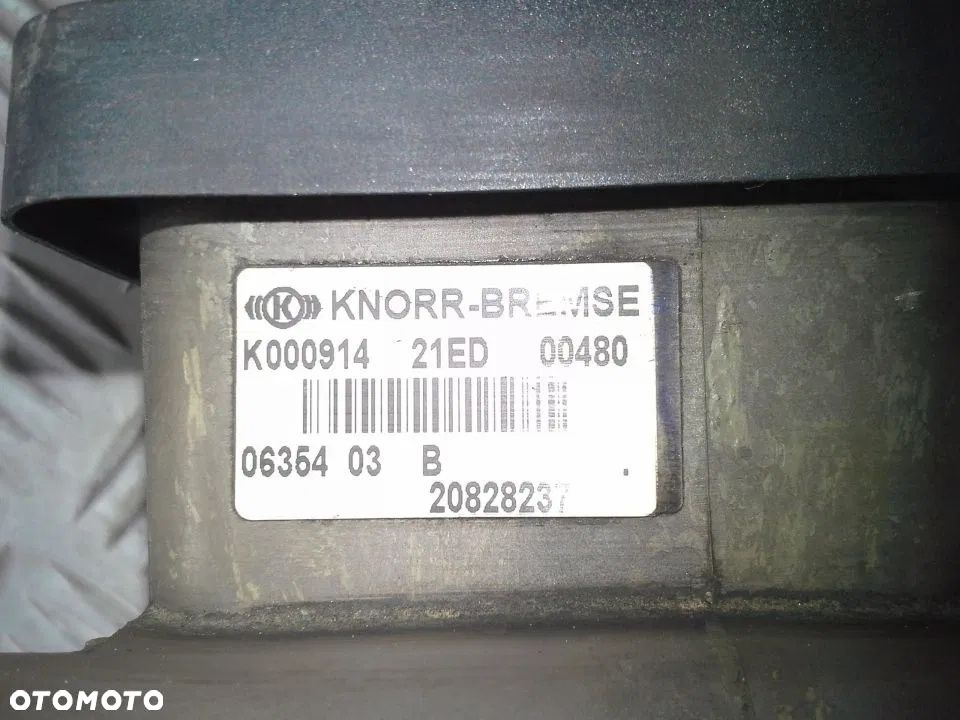 K KNORR-BREMSE
K000914 21ED 00480
06354 03 B .
20828237
OTOMOTO